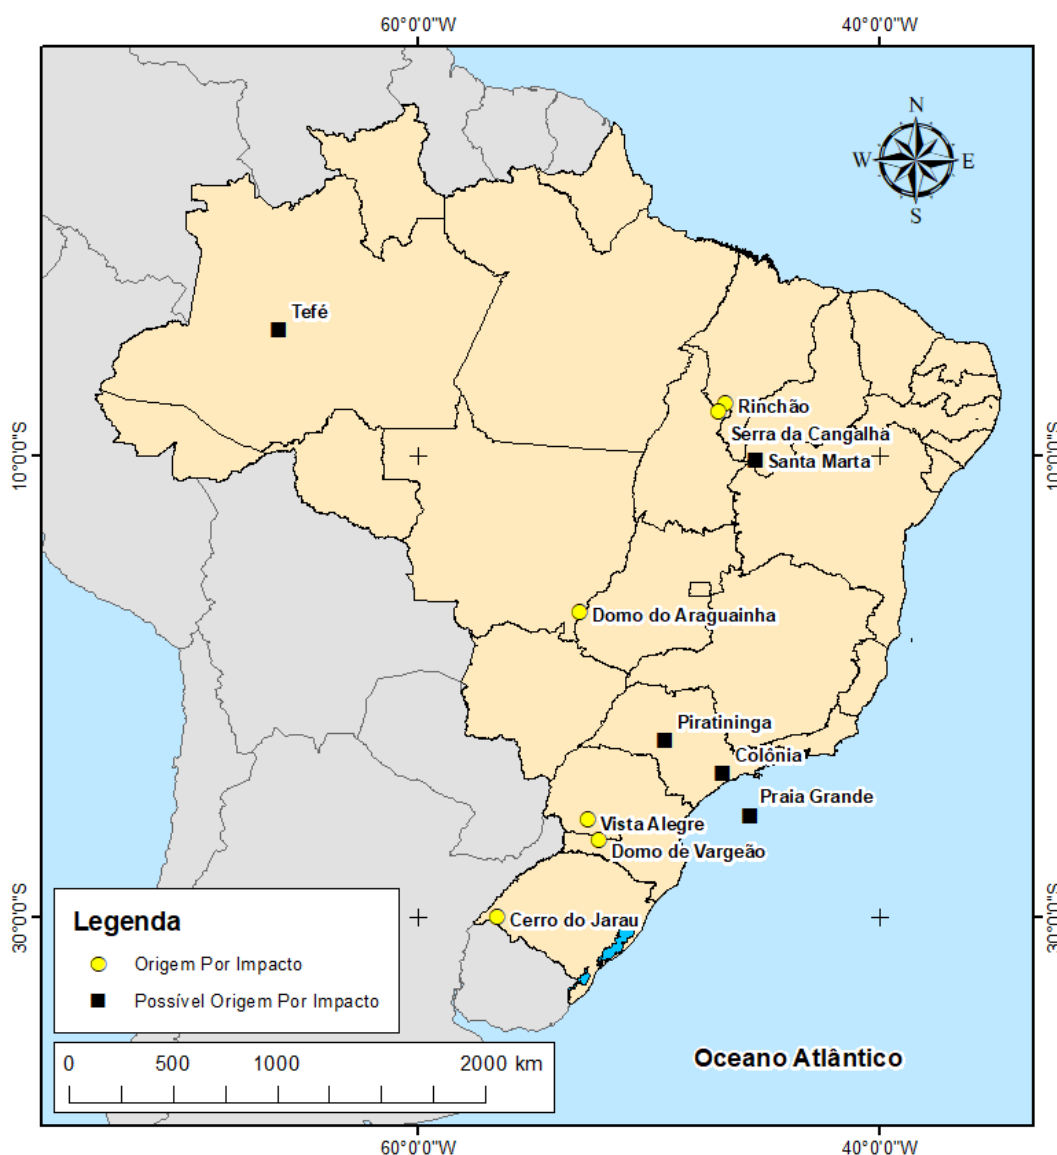 60°0'0"W 40°0'0"W
N
W E
S
Tefé
Rinchão
Serra da Cangalha
10°0'0"S 10°0'0"S
Santa Marta
Domo do Araguainha
Piratininga
Colônia
Praia Grande
Vista Alegre
Domo de Vargeão
30°0'0"S 30°0'0"S
Cerro do Jarau
Legenda
Origem Por Impacto
Possível Origem Por Impacto
0 500 1000 2000 km
Oceano Atlântico
60°0'0"W 40°0'0"W